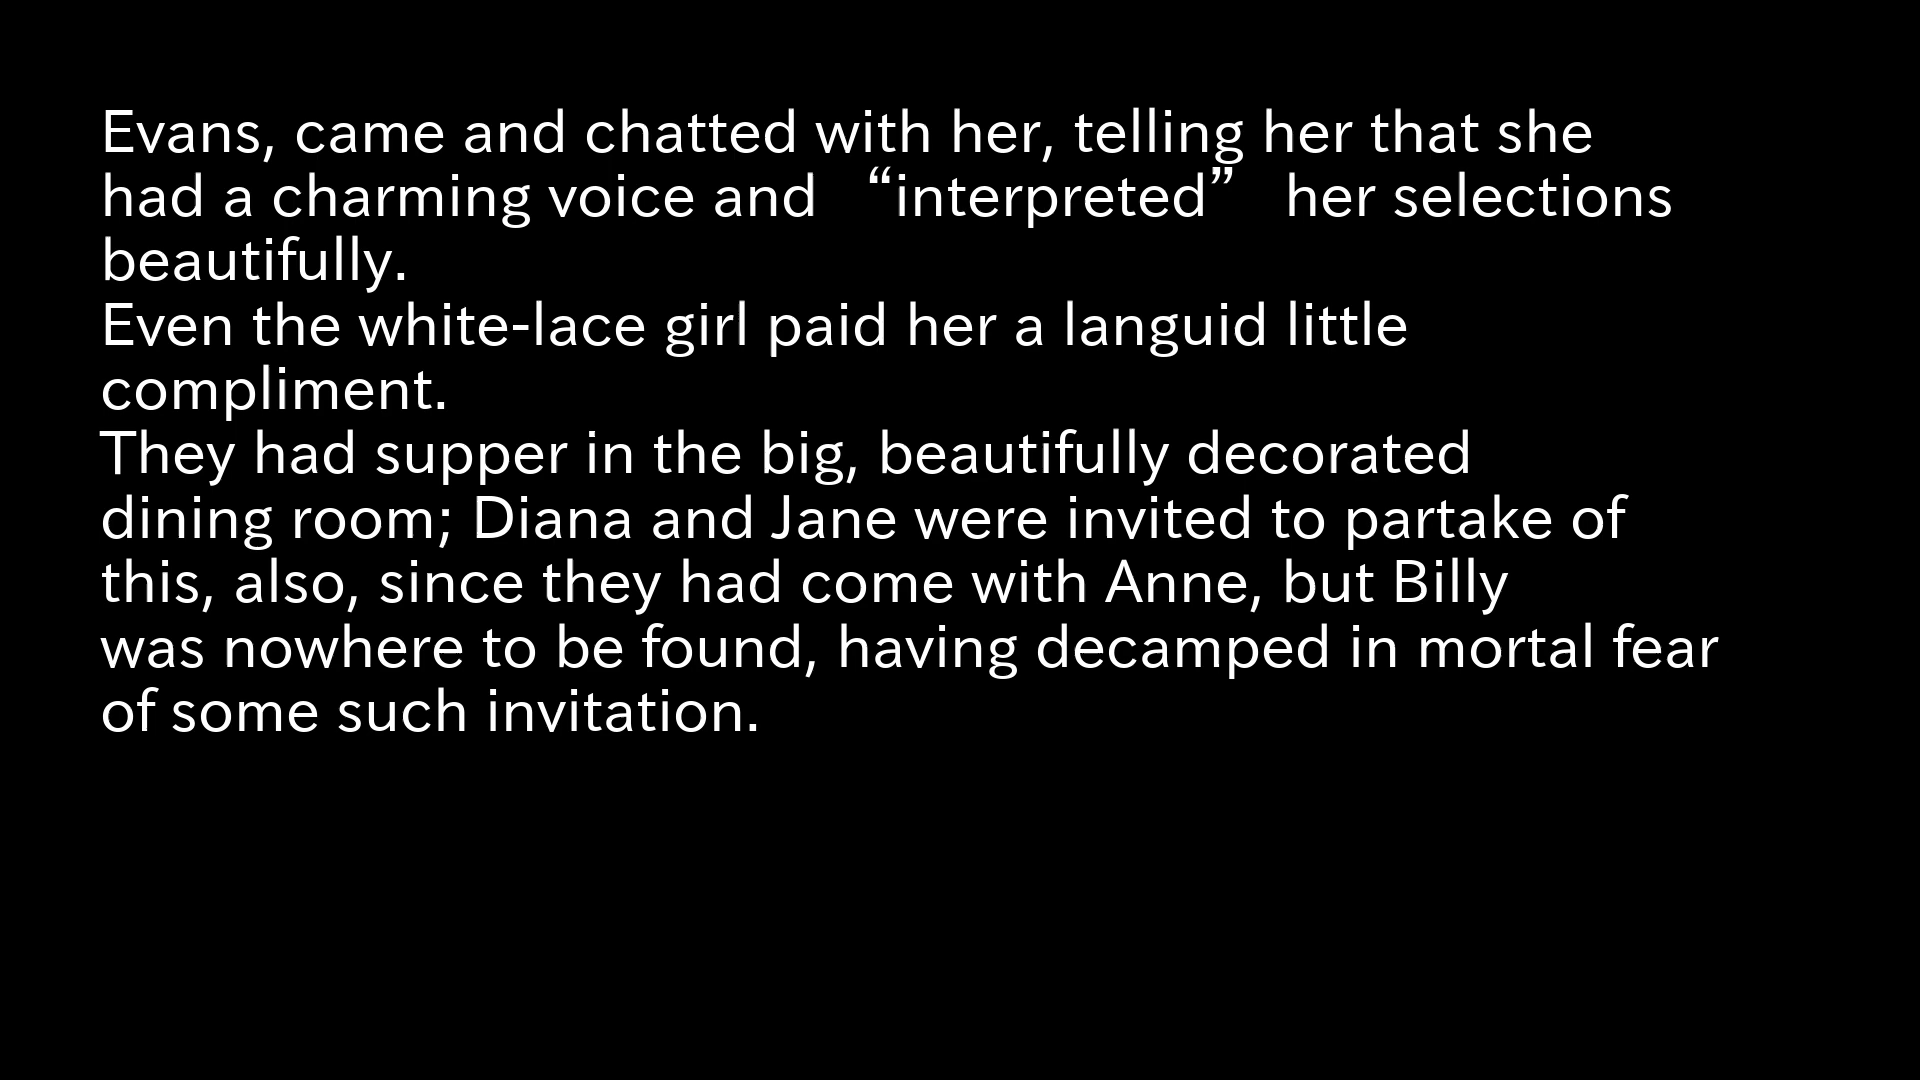 Evans, came and chatted with her, telling her that she
had a charming voice and “interpreted” her selections
beautifully.
Even the white-lace girl paid her a languid little
compliment.
They had supper in the big, beautifully decorated
dining room; Diana and Jane were invited to partake of
this, also, since they had come with Anne, but Billy
was nowhere to be found, having decamped in mortal fear
of some such invitation.